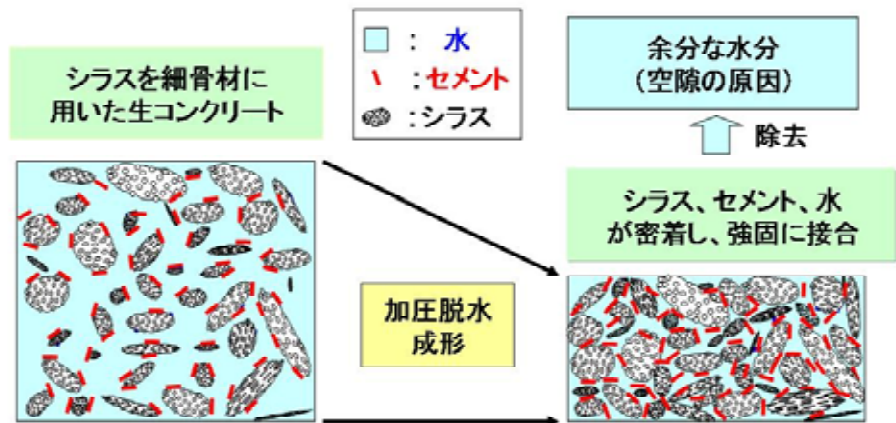 シラスを細骨材に
用いた生コンクリート
: 水
: セメント
: シラス
余分な水分
(空隙の原因)
除去
シラス、セメント、水
が密着し、強固に接合
加圧脱水
成形